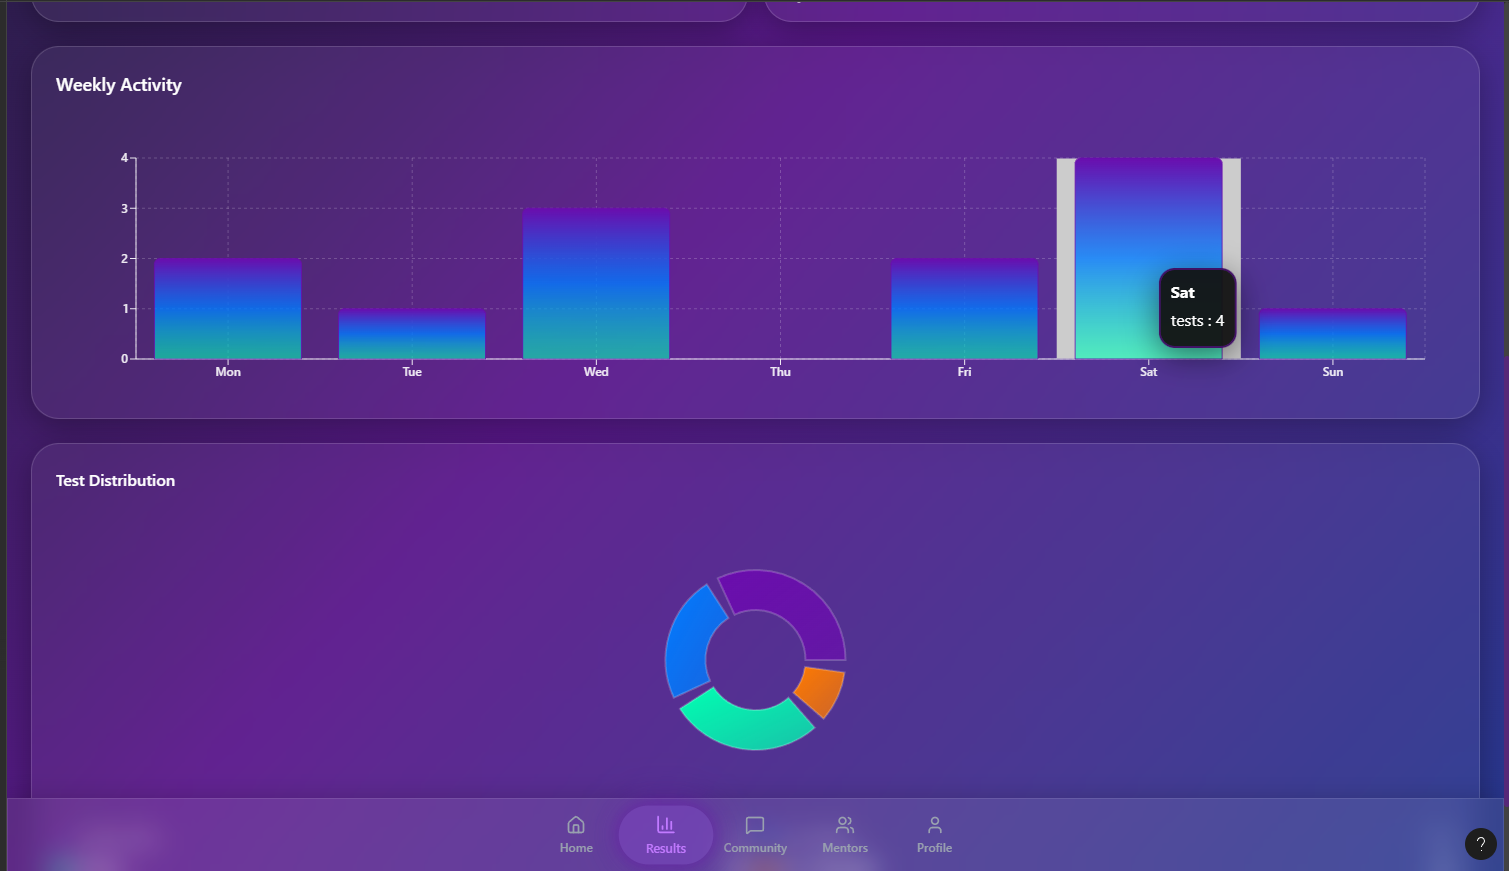 Weekly Activity
4
3
2
1
0
Mon Tue Wed Thu Fri Sat Sun
Sat
tests : 4
Test Distribution
Home Results Community Mentors Profile
?